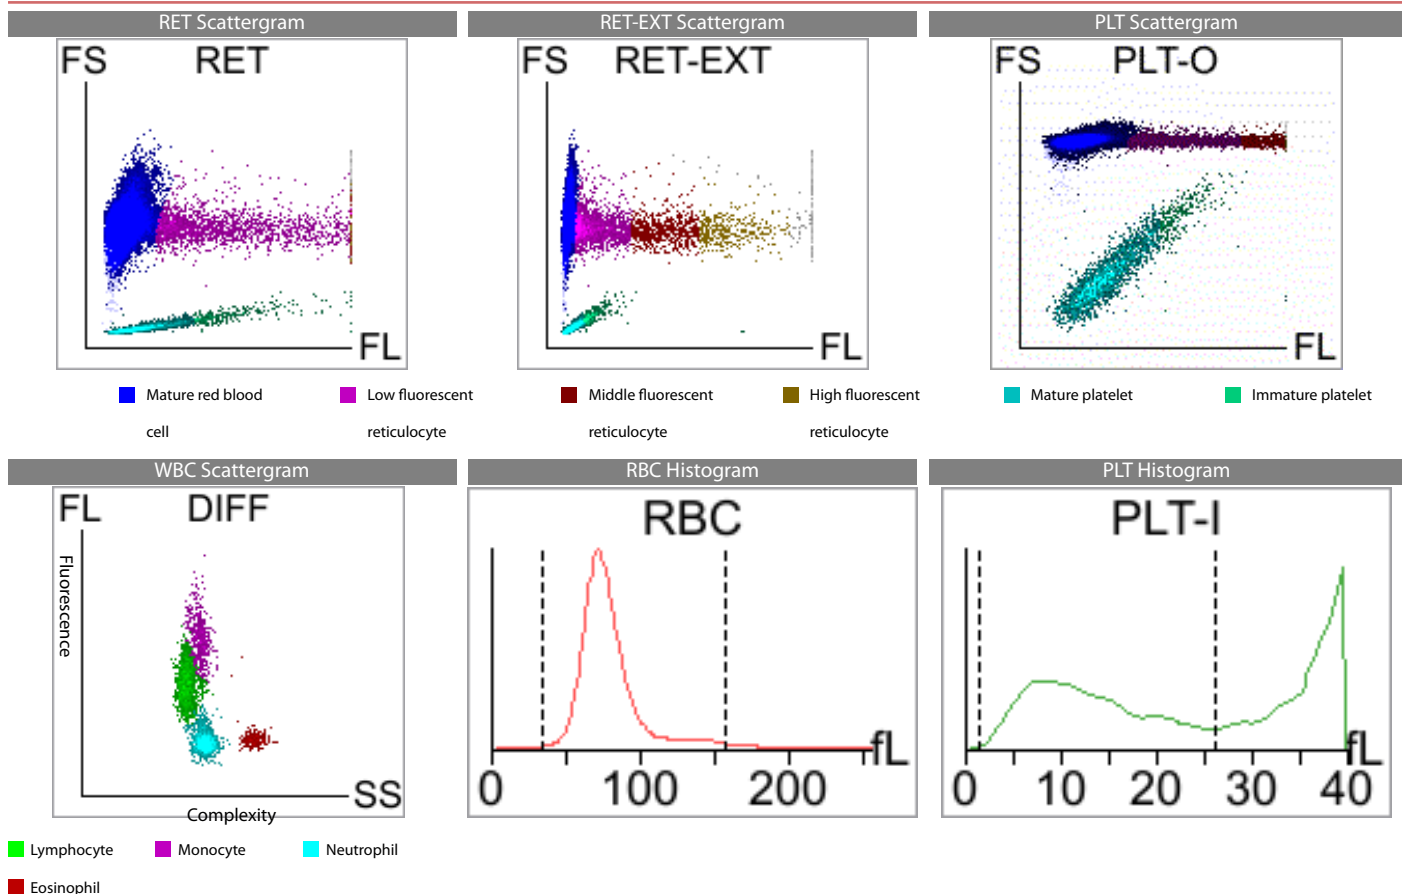 RET Scattergram
RET-EXT Scattergram
PLT Scattergram
FS RET
FL
FS RET-EXT
FL
FS PLT-O
FL
Mature red blood cell
Low fluorescent reticulocyte
Middle fluorescent reticulocyte
High fluorescent reticulocyte
Mature platelet
Immature platelet
WBC Scattergram
RBC Histogram
PLT Histogram
FL DIFF
Fluorescence
SS
Complexity
RBC
fL
0 100 200
PLT-I
fL
0 10 20 30 40
Lymphocyte
Monocyte
Neutrophil
Eosinophil